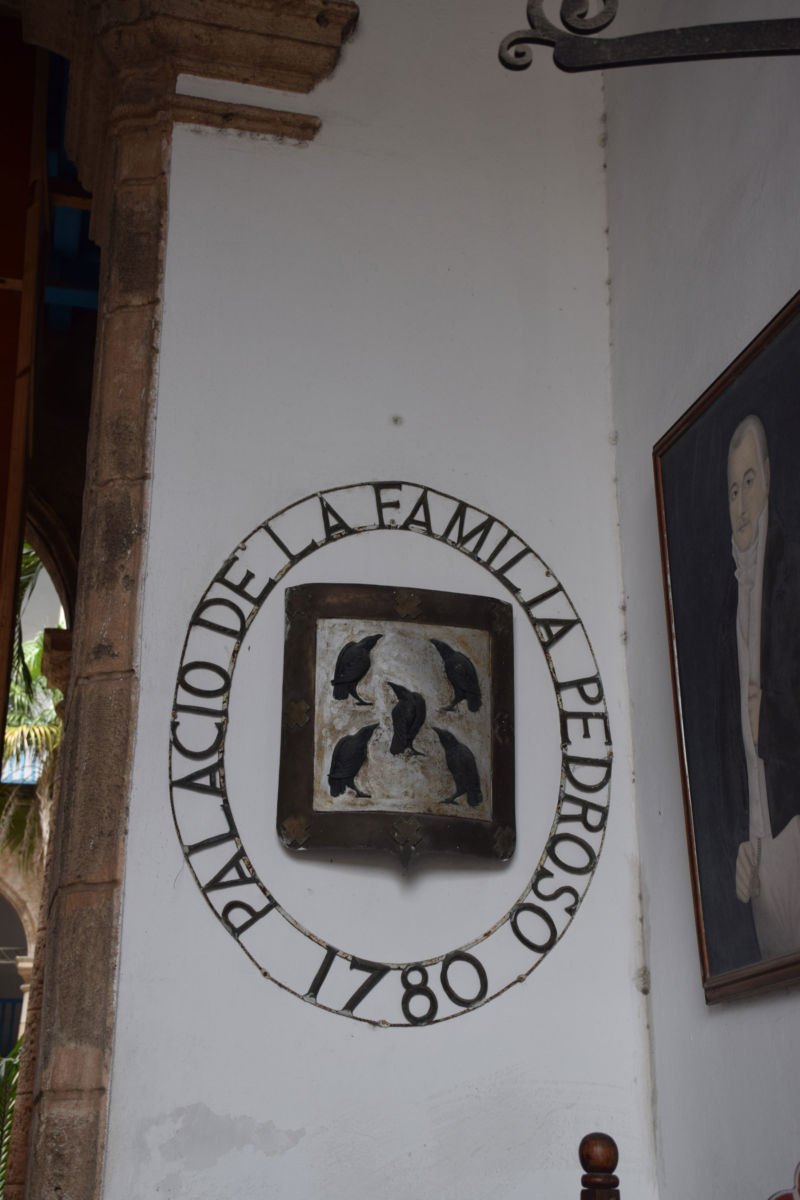 PALACIO DE LA FAMILIA PEDROSO
1780